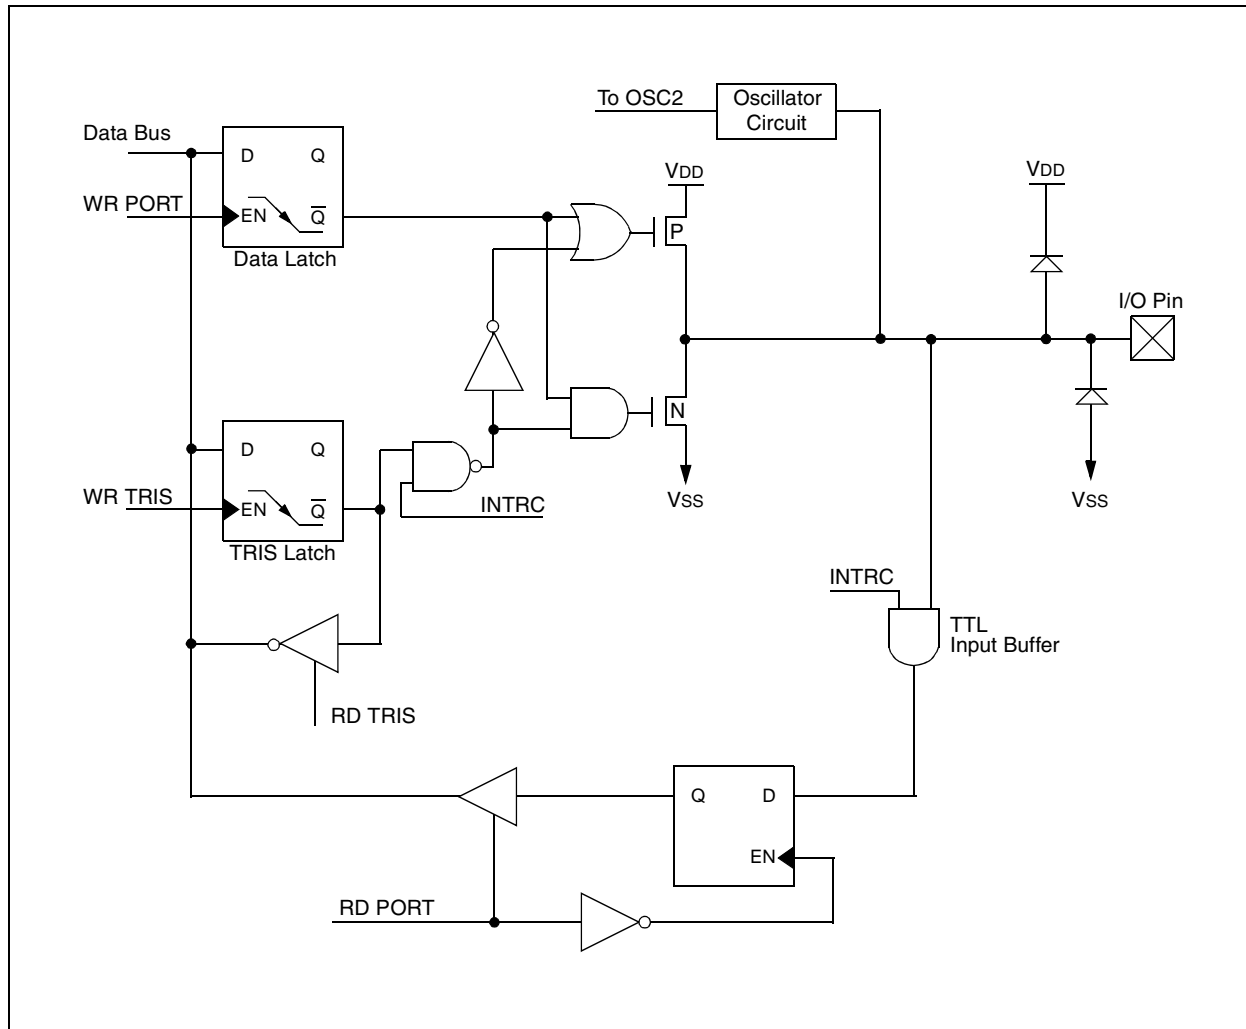 To OSC2
Oscillator
Circuit
Data Bus
D
Q
WR PORT
EN
Q̅
Data Latch
VDD
P
VDD
I/O Pin
N
VSS
VSS
D
Q
WR TRIS
EN
Q̅
TRIS Latch
INTRC
INTRC
TTL
Input Buffer
RD TRIS
Q
D
EN
RD PORT